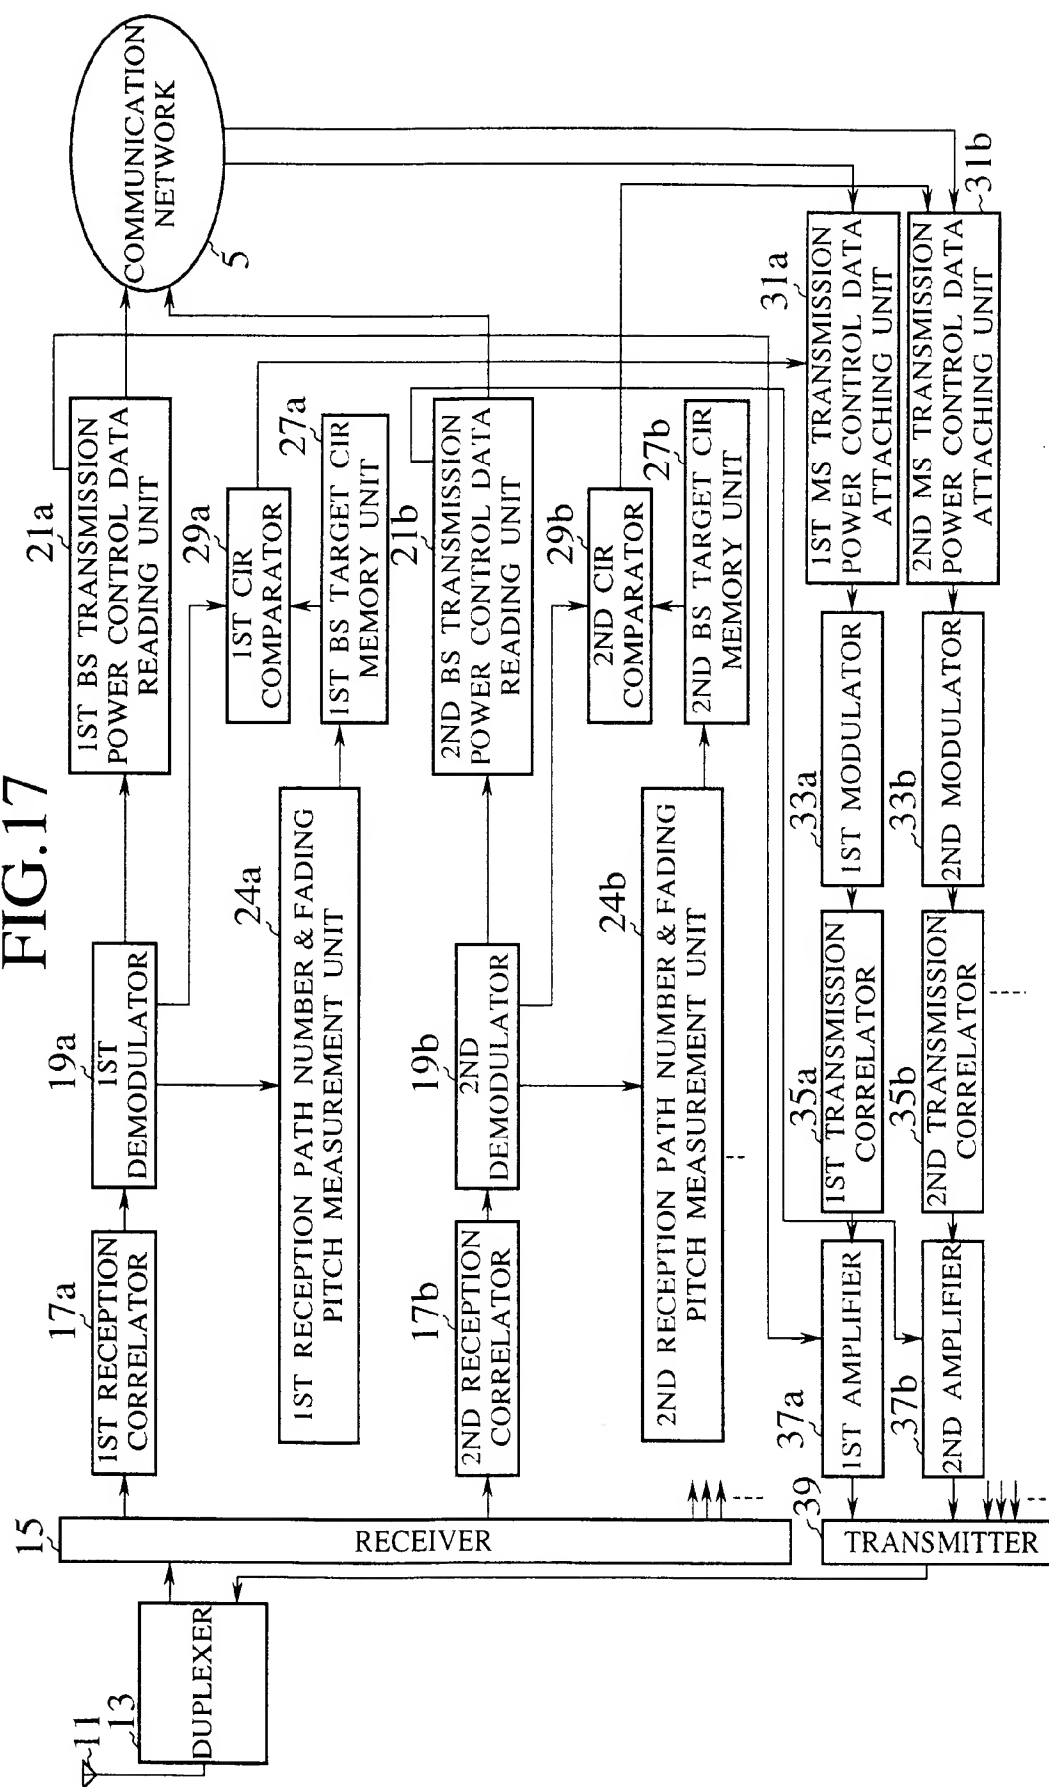 FIG.17
11
13
DUPLEXER
15
RECEIVER
17a
1ST RECEPTION
CORRELATOR
19a
1ST
DEMODULATOR
21a
1ST BS TRANSMISSION
POWER CONTROL DATA
READING UNIT
COMMUNICATION
NETWORK
5
24a
1ST RECEPTION PATH NUMBER & FADING
PITCH MEASUREMENT UNIT
29a
1ST CIR
COMPARATOR
27a
1ST BS TARGET CIR
MEMORY UNIT
17b
2ND RECEPTION
CORRELATOR
19b
2ND
DEMODULATOR
21b
2ND BS TRANSMISSION
POWER CONTROL DATA
READING UNIT
24b
2ND RECEPTION PATH NUMBER & FADING
PITCH MEASUREMENT UNIT
29b
2ND CIR
COMPARATOR
27b
2ND BS TARGET CIR
MEMORY UNIT
39
TRANSMITTER
37a
1ST AMPLIFIER
35a
1ST TRANSMISSION
CORRELATOR
33a
1ST MODULATOR
31a
1ST MS TRANSMISSION
POWER CONTROL DATA
ATTACHING UNIT
37b
2ND AMPLIFIER
35b
2ND TRANSMISSION
CORRELATOR
33b
2ND MODULATOR
31b
2ND MS TRANSMISSION
POWER CONTROL DATA
ATTACHING UNIT